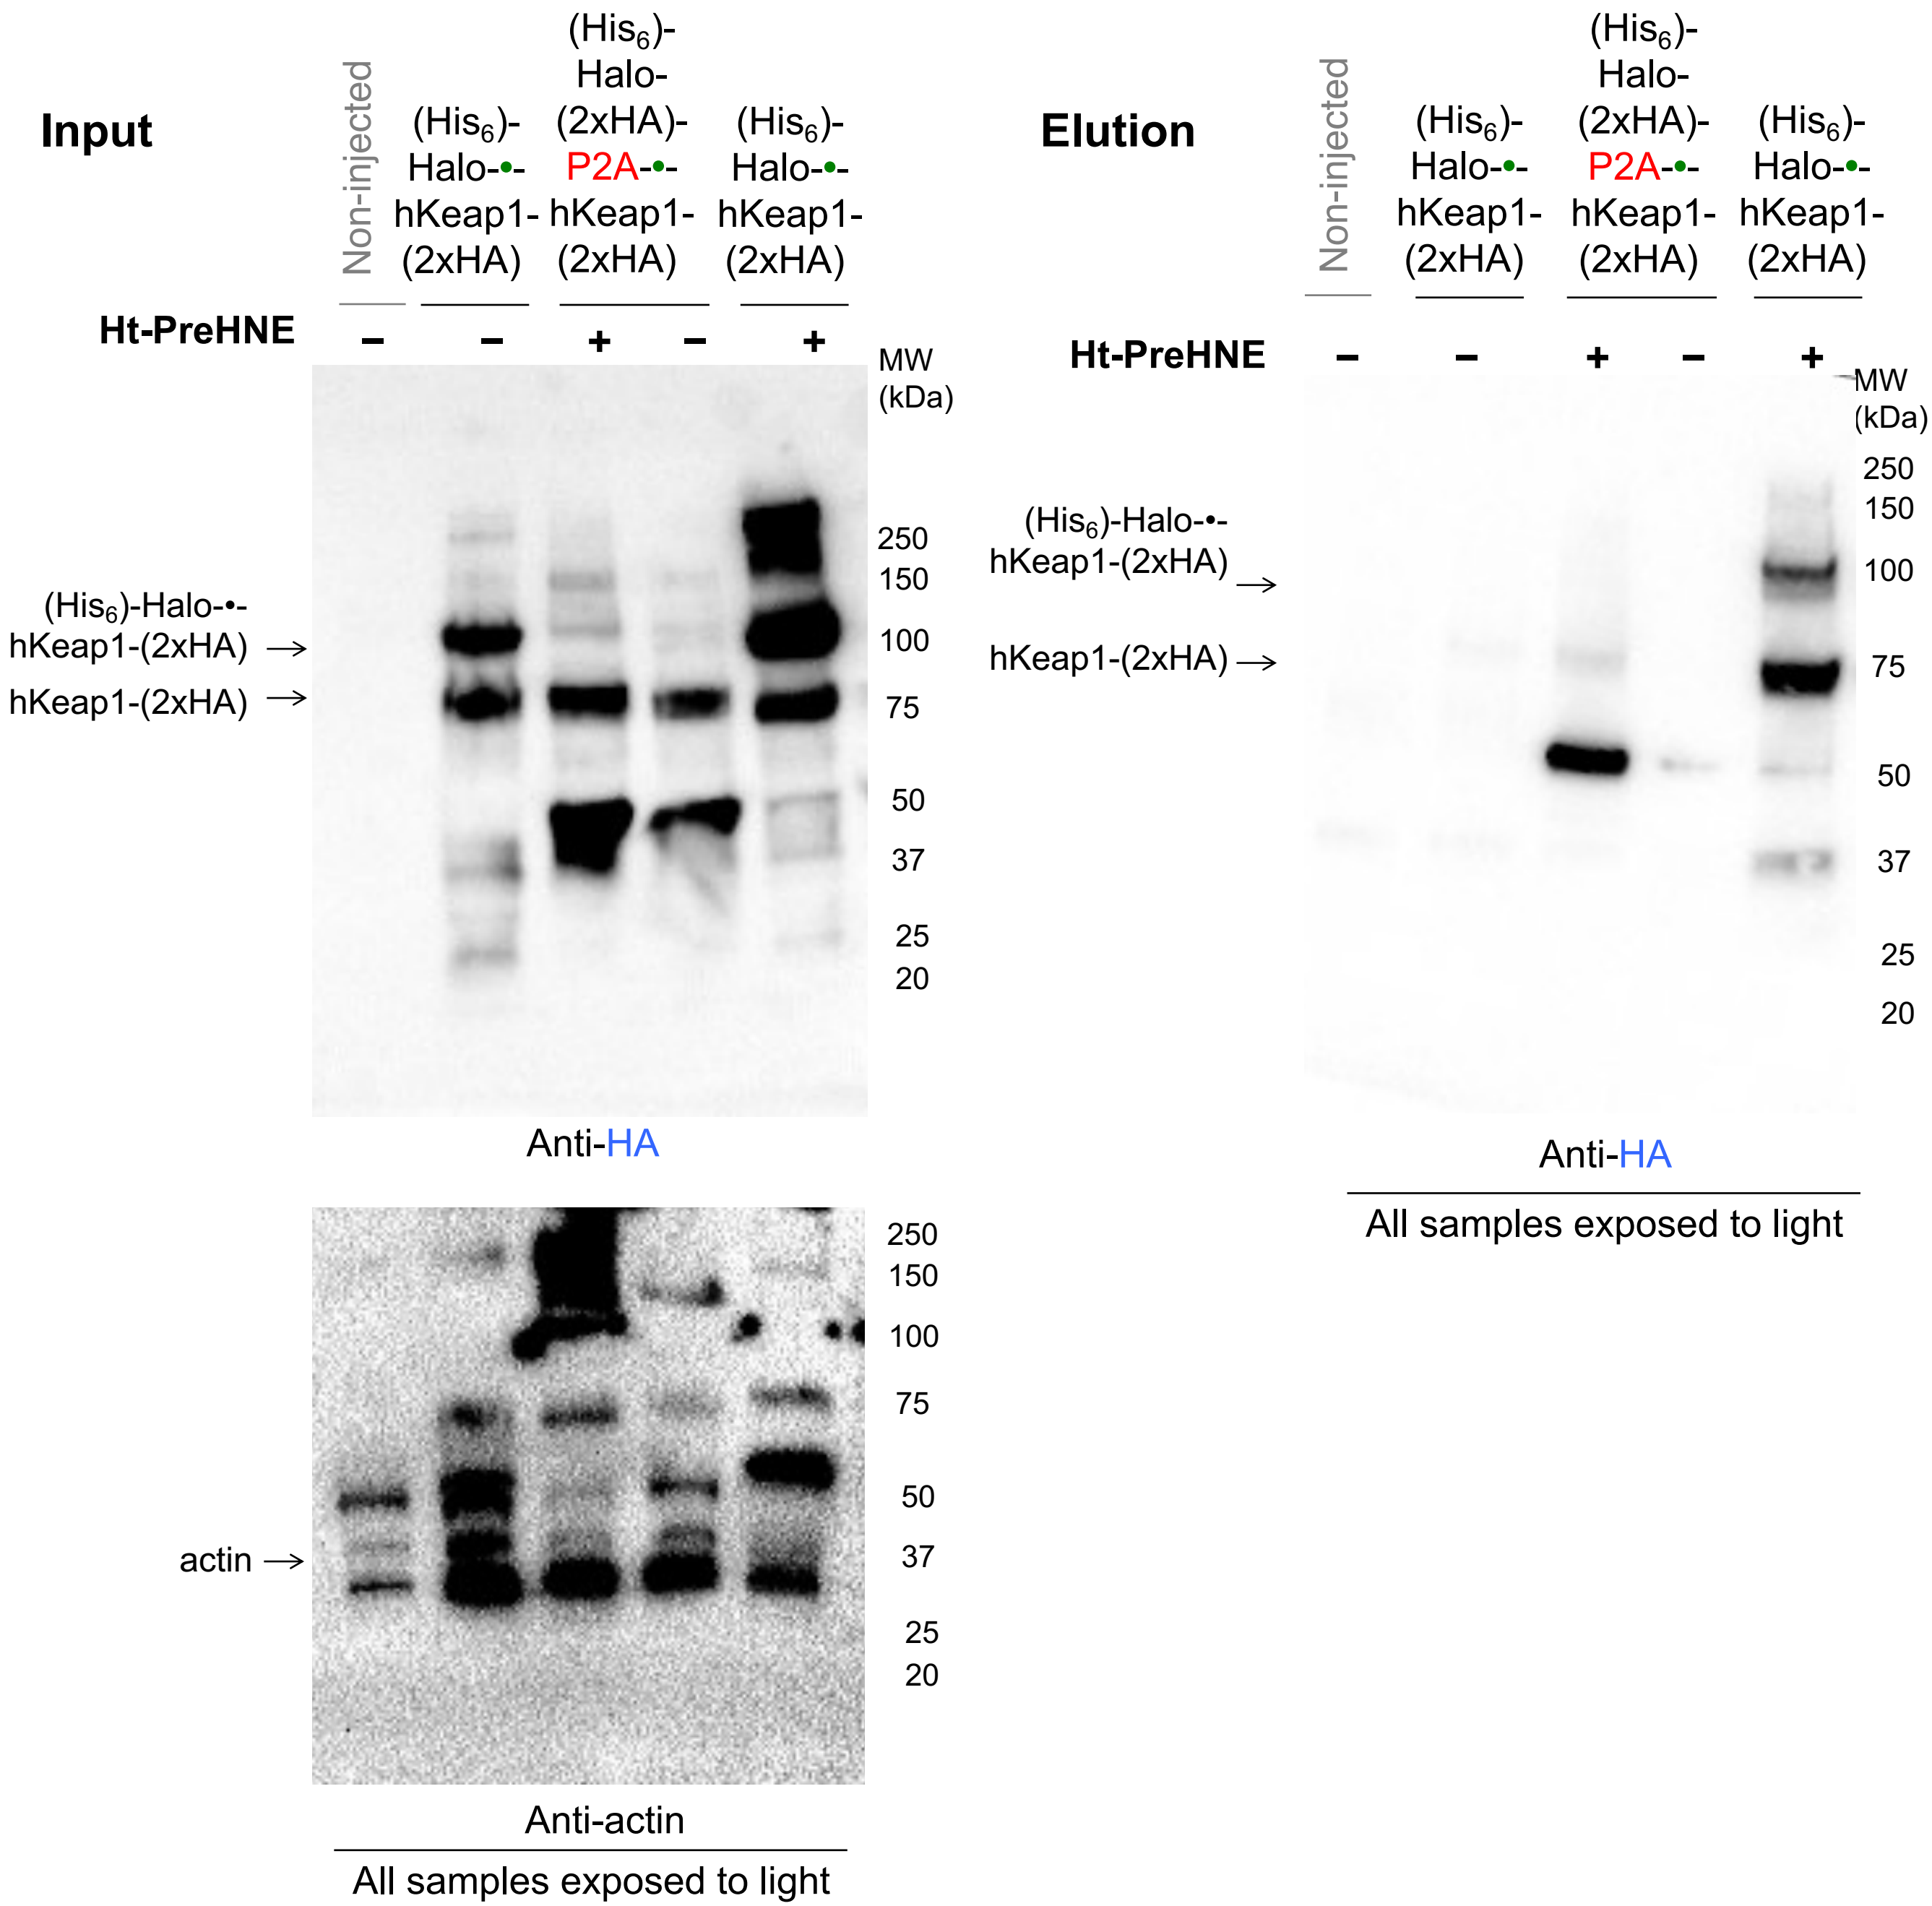 Input
Non-injected
(His6)-
Halo-•-
hKeap1-
(2xHA)
(His6)-
Halo-
(2xHA)-
P2A-•-
hKeap1-
(2xHA)
(His6)-
Halo-•-
hKeap1-
(2xHA)
Ht-PreHNE
– – + – +
MW
(kDa)
250
150
100
75
50
37
25
20
(His6)-Halo-•-
hKeap1-(2xHA) →
hKeap1-(2xHA) →
Anti-HA
250
150
100
75
50
37
25
20
actin →
Anti-actin
All samples exposed to light
Elution
Non-injected
(His6)-
Halo-•-
hKeap1-
(2xHA)
(His6)-
Halo-
(2xHA)-
P2A-•-
hKeap1-
(2xHA)
(His6)-
Halo-•-
hKeap1-
(2xHA)
Ht-PreHNE
– – + – +
MW
(kDa)
250
150
100
75
50
37
25
20
(His6)-Halo-•-
hKeap1-(2xHA) →
hKeap1-(2xHA) →
Anti-HA
All samples exposed to light